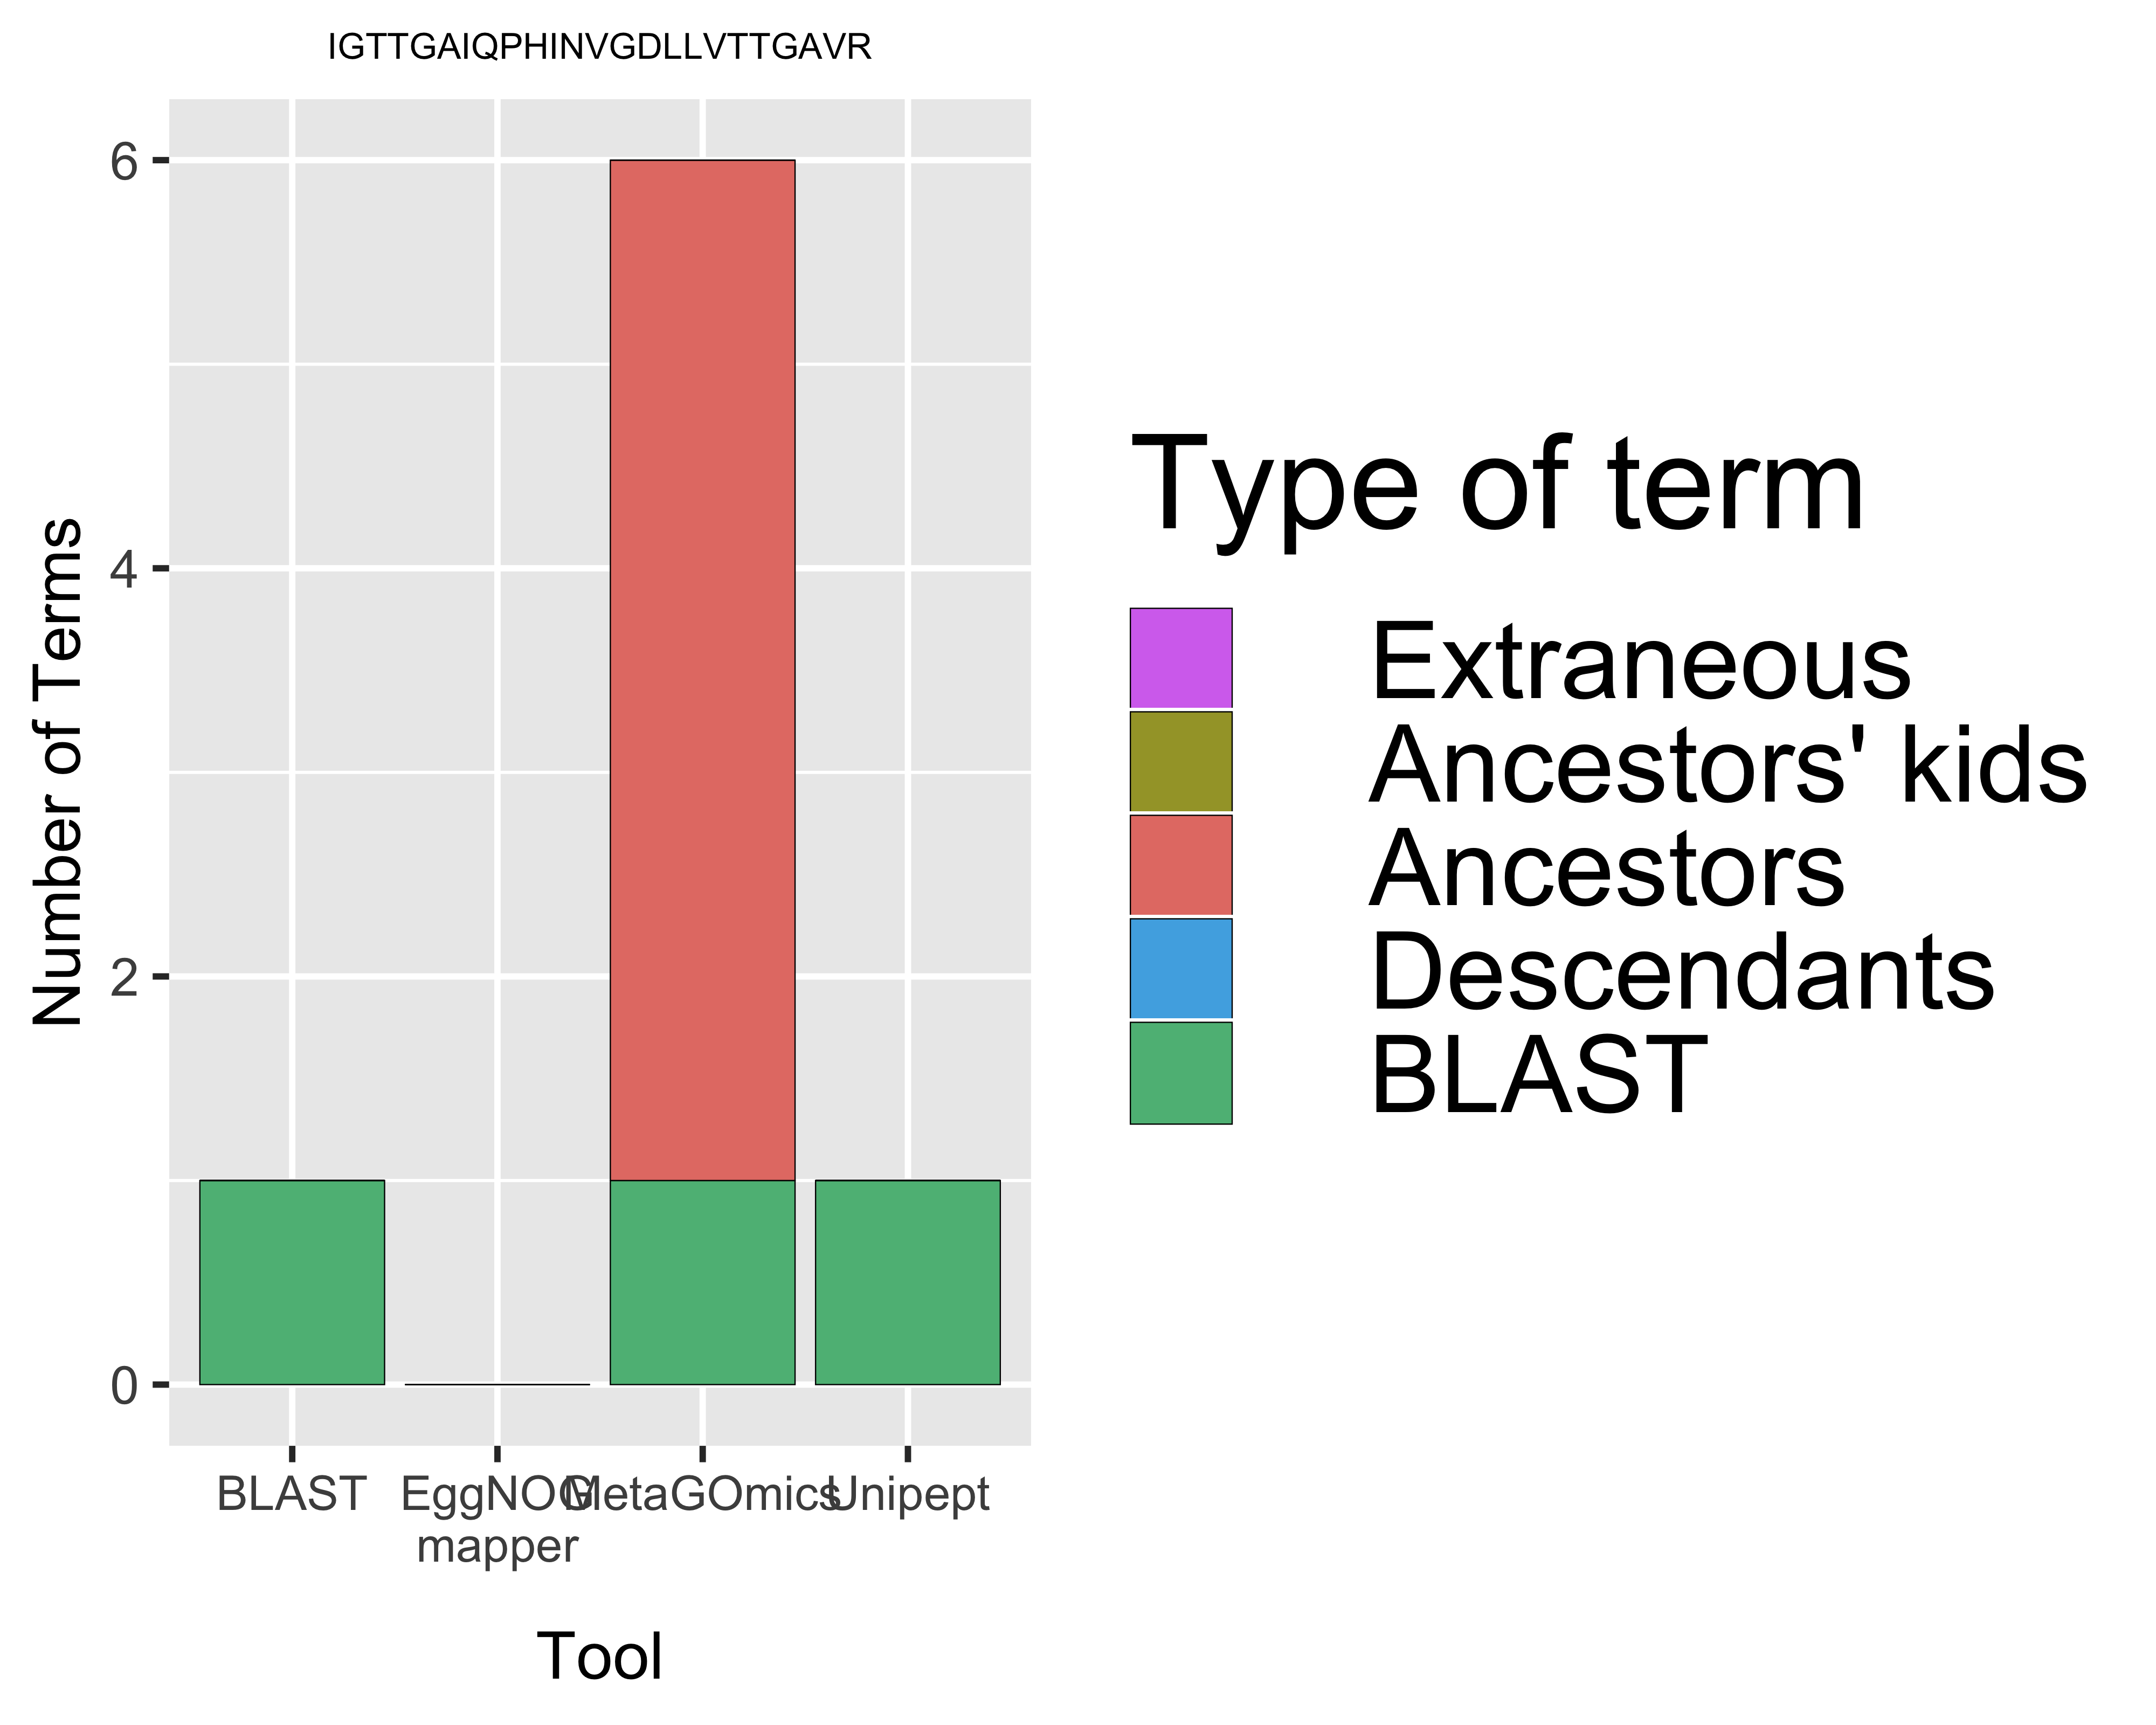 IGTTGAIQPHINVGDLLVTTGAVR
Number of Terms
6
4
2
0
BLAST
EggNOG
mapper
MetaGOmics
Unipept
Tool
Type of term
Extraneous
Ancestors' kids
Ancestors
Descendants
BLAST